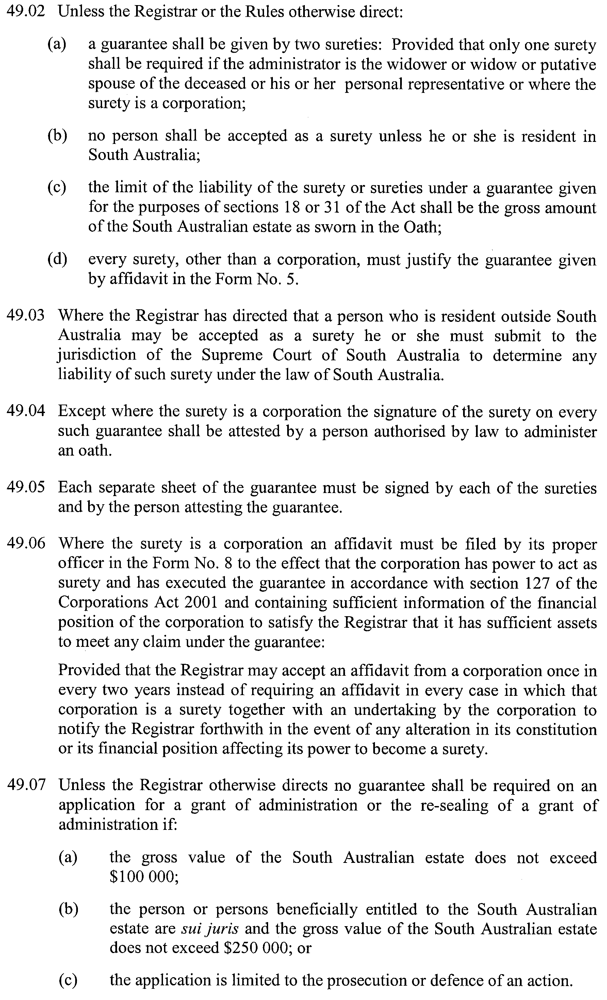 49.02 Unless the Registrar or the Rules otherwise direct:
(a) a guarantee shall be given by two sureties: Provided that only one surety
shall be required if the administrator is the widower or widow or putative
spouse of the deceased or his or her personal representative or where the
surety is a corporation;
(b) no person shall be accepted as a surety unless he or she is resident in
South Australia;
(c) the limit of the liability of the surety or sureties under a guarantee given
for the purposes of sections 18 or 31 of the Act shall be the gross amount
of the South Australian estate as sworn in the Oath;
(d) every surety, other than a corporation, must justify the guarantee given
by affidavit in the Form No. 5.
49.03 Where the Registrar has directed that a person who is resident outside South
Australia may be accepted as a surety he or she must submit to the
jurisdiction of the Supreme Court of South Australia to determine any
liability of such surety under the law of South Australia.
49.04 Except where the surety is a corporation the signature of the surety on every
such guarantee shall be attested by a person authorised by law to administer
an oath.
49.05 Each separate sheet of the guarantee must be signed by each of the sureties
and by the person attesting the guarantee.
49.06 Where the surety is a corporation an affidavit must be filed by its proper
officer in the Form No. 8 to the effect that the corporation has power to act as
surety and has executed the guarantee in accordance with section 127 of the
Corporations Act 2001 and containing sufficient information of the financial
position of the corporation to satisfy the Registrar that it has sufficient assets
to meet any claim under the guarantee:
Provided that the Registrar may accept an affidavit from a corporation once in
every two years instead of requiring an affidavit in every case in which that
corporation is a surety together with an undertaking by the corporation to
notify the Registrar forthwith in the event of any alteration in its constitution
or its financial position affecting its power to become a surety.
49.07 Unless the Registrar otherwise directs no guarantee shall be required on an
application for a grant of administration or the re-sealing of a grant of
administration if:
(a) the gross value of the South Australian estate does not exceed
$100 000;
(b) the person or persons beneficially entitled to the South Australian
estate are sui juris and the gross value of the South Australian estate
does not exceed $250 000; or
(c) the application is limited to the prosecution or defence of an action.